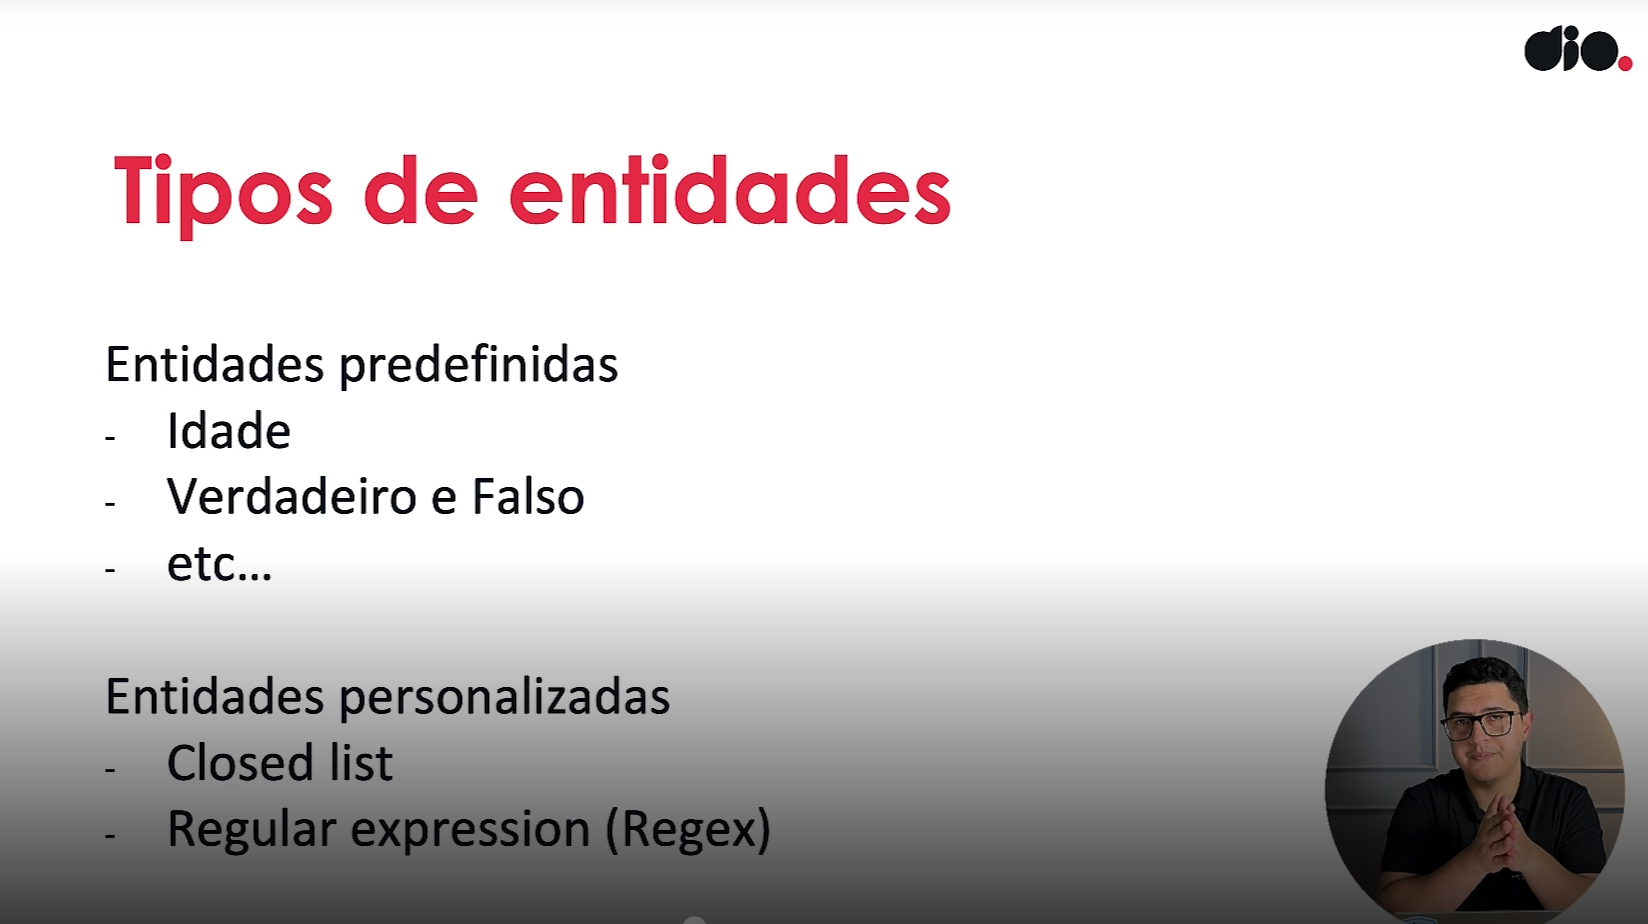 dio.
Tipos de entidades
Entidades predefinidas
- Idade
- Verdadeiro e Falso
- etc...
Entidades personalizadas
- Closed list
- Regular expression (Regex)